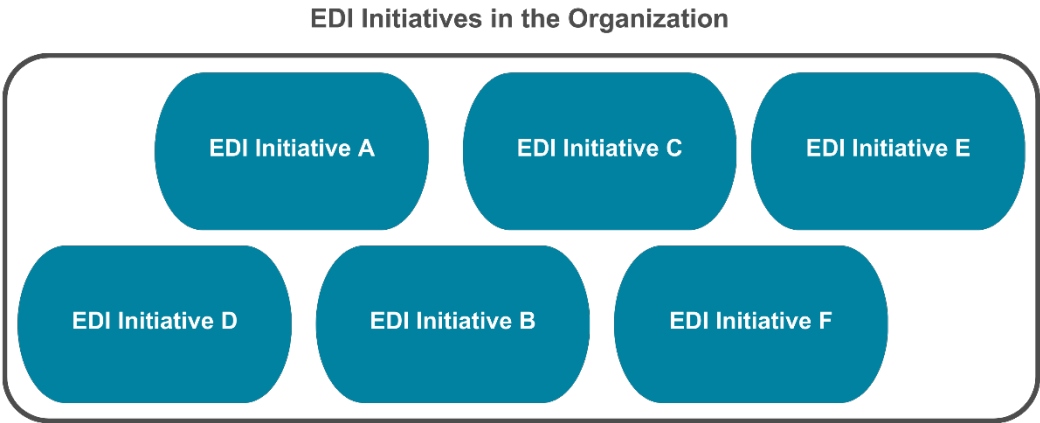 EDI Initiatives in the Organization
EDI Initiative A
EDI Initiative C
EDI Initiative E
EDI Initiative D
EDI Initiative B
EDI Initiative F